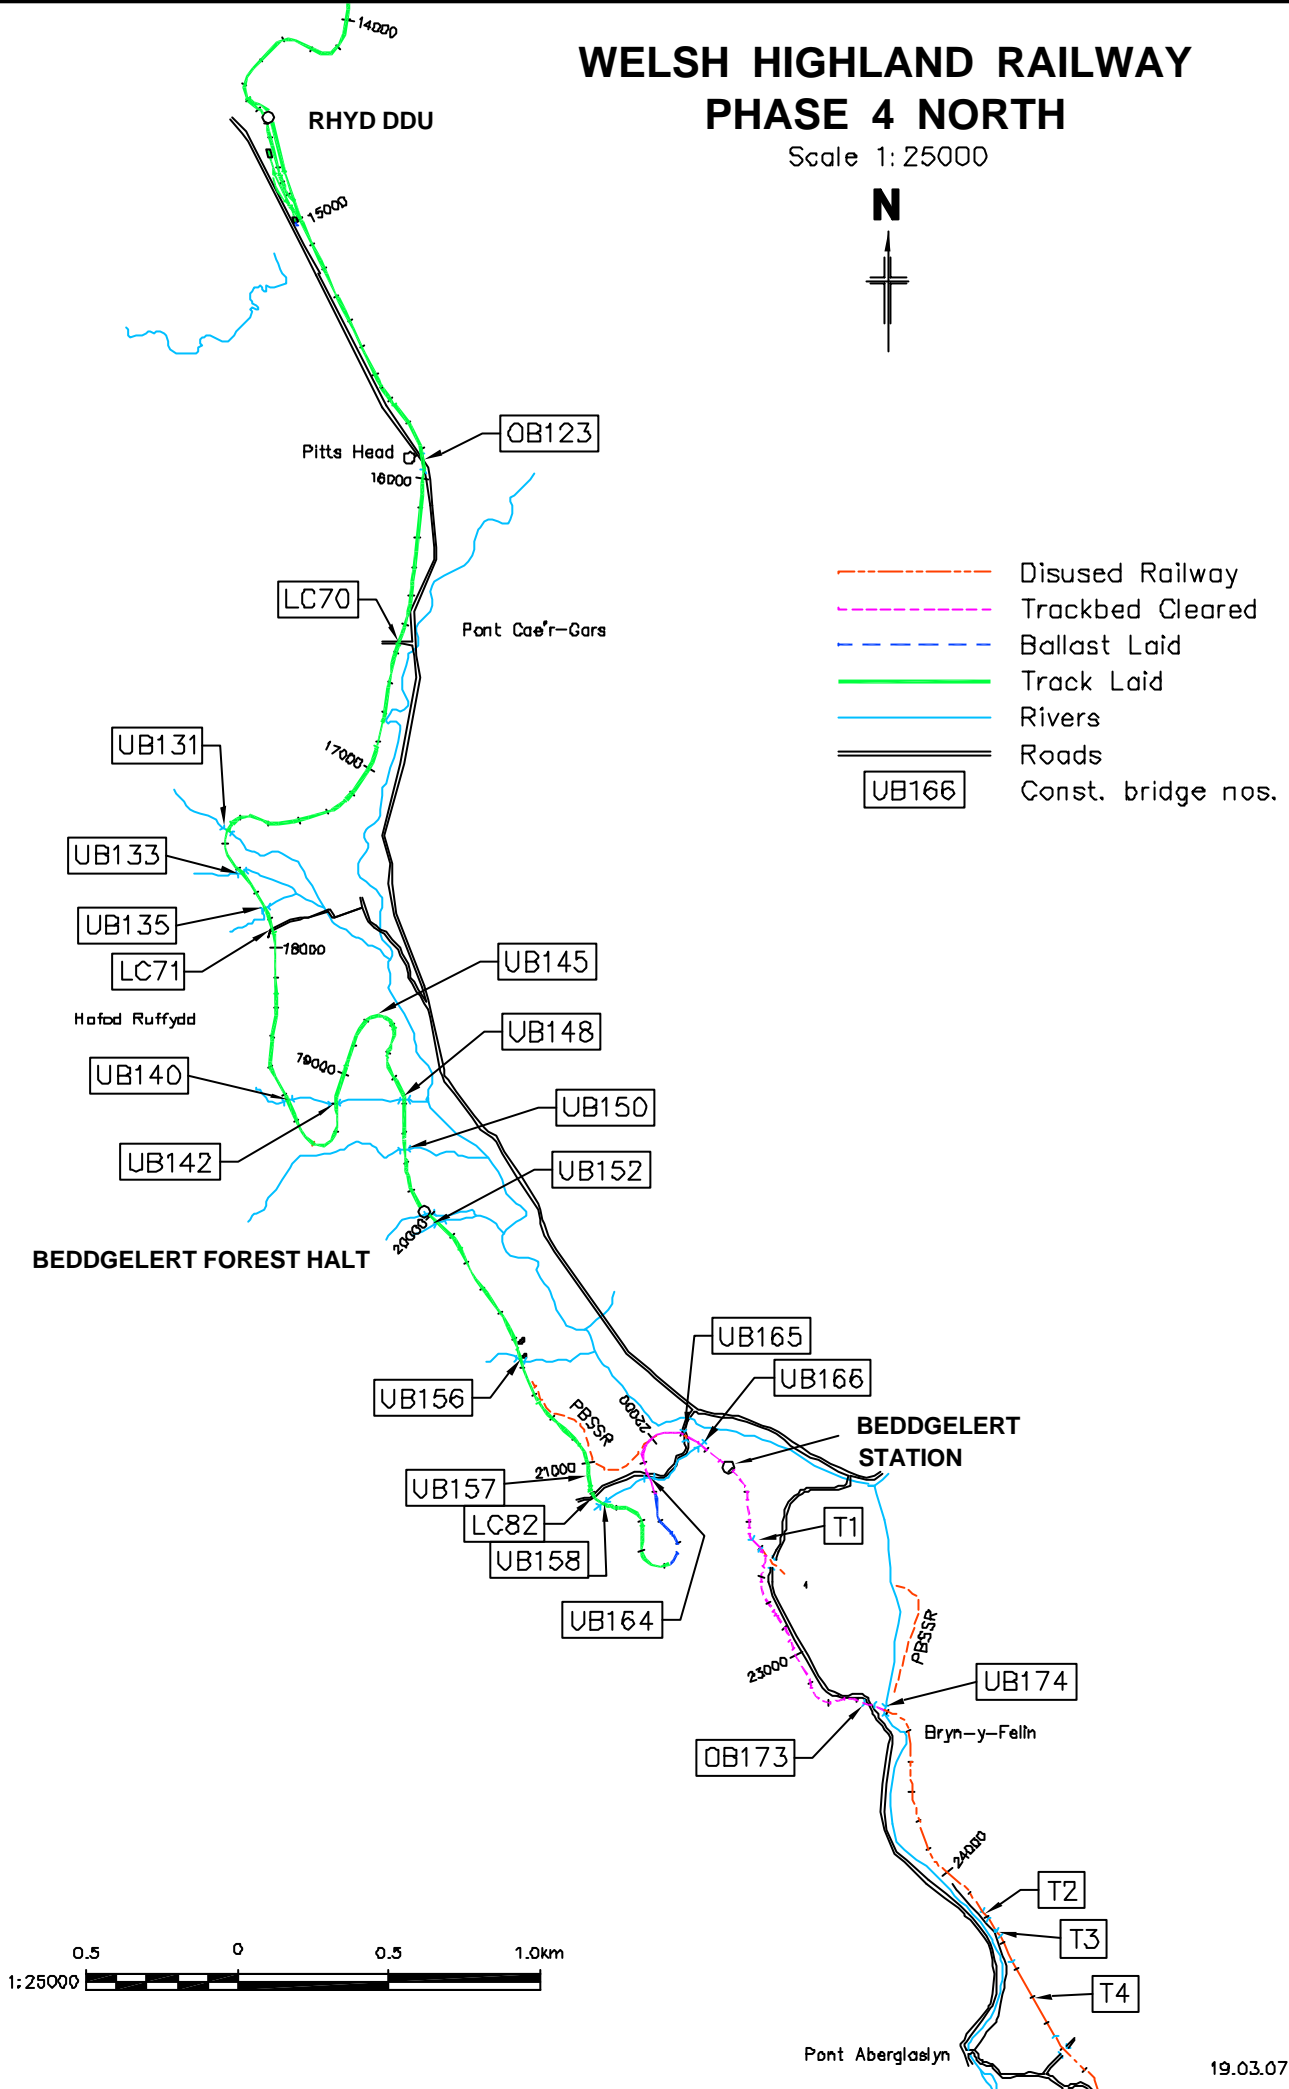 14000
WELSH HIGHLAND RAILWAY
PHASE 4 NORTH
Scale 1:25000
N
RHYD DDU
15000
OB123
Pitts Head
16000
LC70
Pont Cae'r-Gors
Disused Railway
Trackbed Cleared
Ballast Laid
Track Laid
Rivers
Roads
UB166
Const. bridge nos.
UB131
17000
UB133
UB135
18000
LC71
UB145
Hafod Ruffydd
UB148
19000
UB140
UB150
UB142
UB152
20000
BEDDGELERT FOREST HALT
UB165
UB166
UB156
PBSSR
22000
BEDDGELERT
STATION
21000
UB157
LC82
T1
UB158
UB164
PBSSR
23000
UB174
Bryn-y-Felin
OB173
24000
T2
T3
T4
0.5
0
0.5
1.0km
1:25000
Pont Aberglaslyn
19.03.07